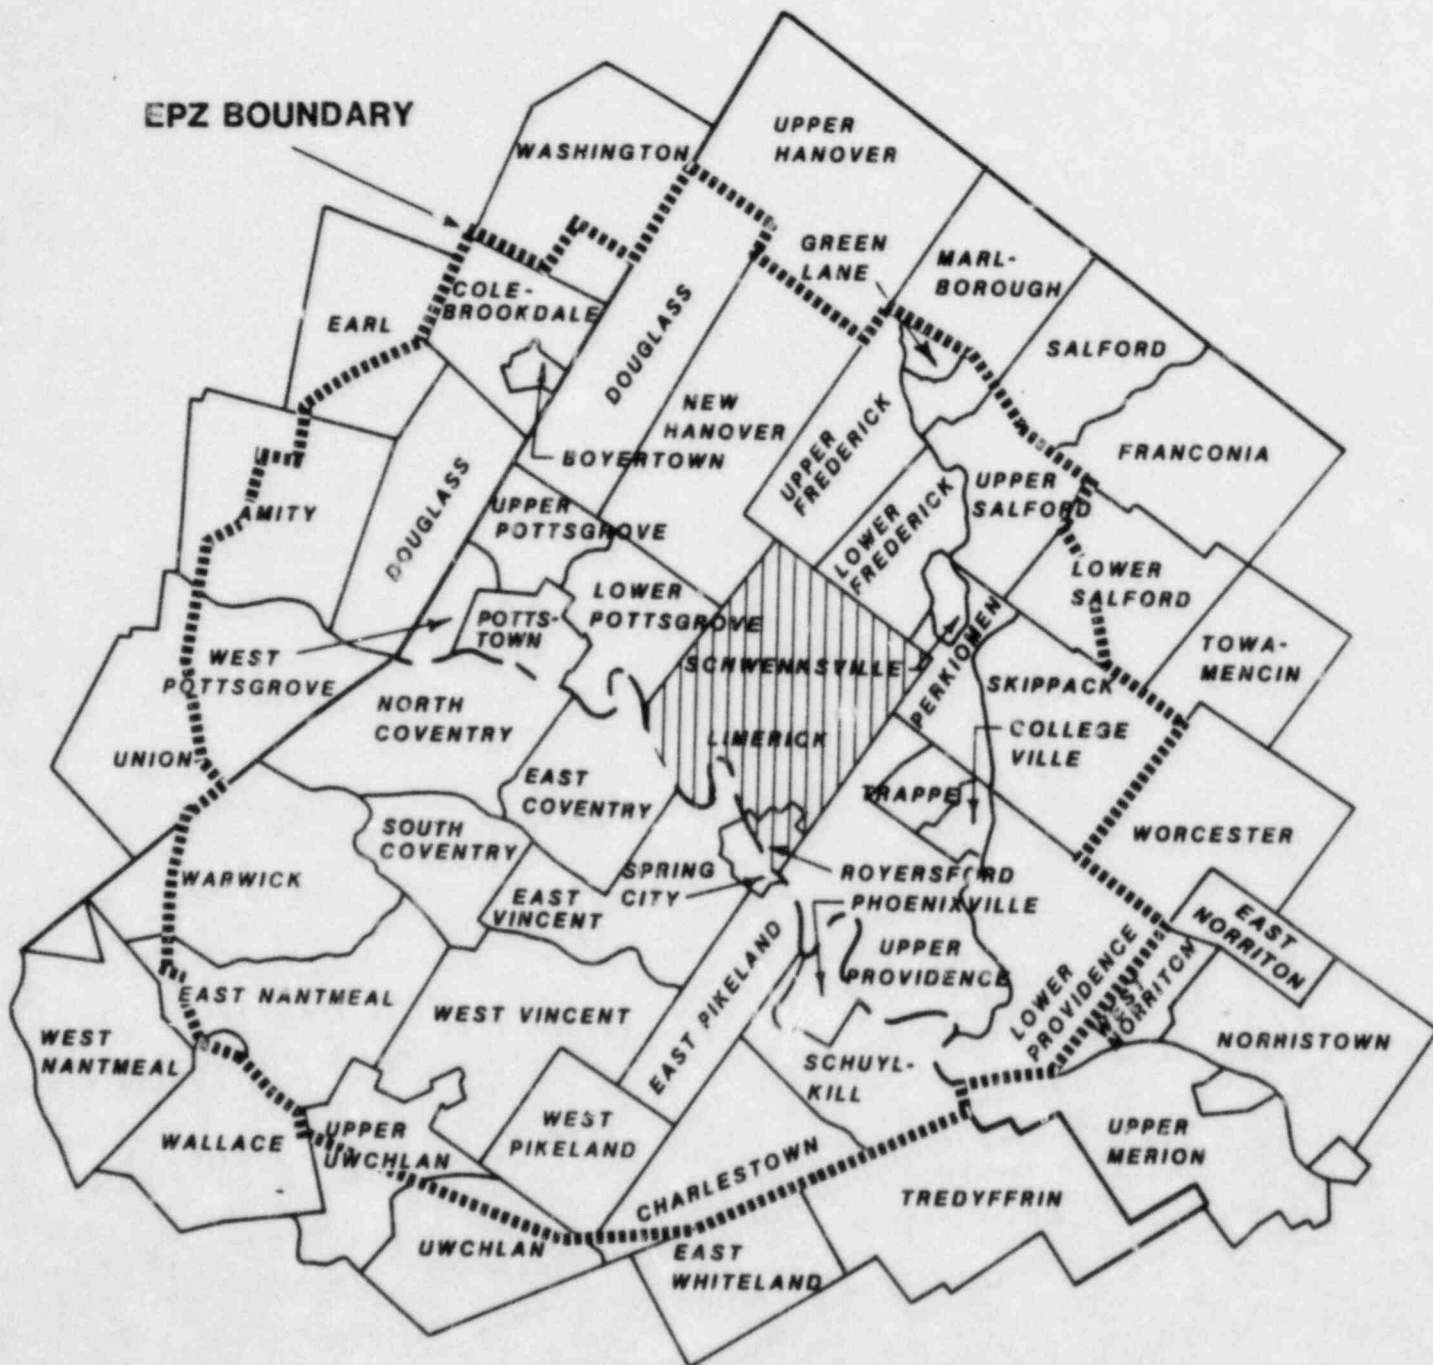 EPZ BOUNDARY
WASHINGTON
UPPER
HANOVER
GREEN
LANE
MARL-
BOROUGH
COLE-
BROOKDALE
EARL
DOUGLASS
SALFORD
NEW
HANOVER
UPPER
FREDERICK
FRANCONIA
BOYERTOWN
AMITY
DOUGLASS
UPPER
POTTSGROVE
LOWER
FREDERICK
UPPER
SALFORD
LOWER
SALFORD
POTTS-
TOWN
LOWER
POTTSGROVE
WEST
POTTSGROVE
SCHWENKSVILLE
PERKIOMEN
SKIPPACK
TOWA-
MENCIN
NORTH
COVENTRY
UNION
LIMERICK
COLLEGE
VILLE
EAST
COVENTRY
TRAPPE
WORCESTER
SOUTH
COVENTRY
WARWICK
SPRING
CITY
ROYERSFORD
PHOENIXVILLE
EAST
VINCENT
EAST
NORRITON
UPPER
PROVIDENCE
LOWER
PROVIDENCE
WEST
NORRITON
EAST NANTMEAL
WEST VINCENT
EAST PIKELAND
WEST
NANTMEAL
SCHUYL-
KILL
NORHISTOWN
WALLACE
UPPER
UWCHLAN
WEST
PIKELAND
UPPER
MERION
CHARLESTOWN
TREDYFFRIN
UWCHLAN
EAST
WHITELAND